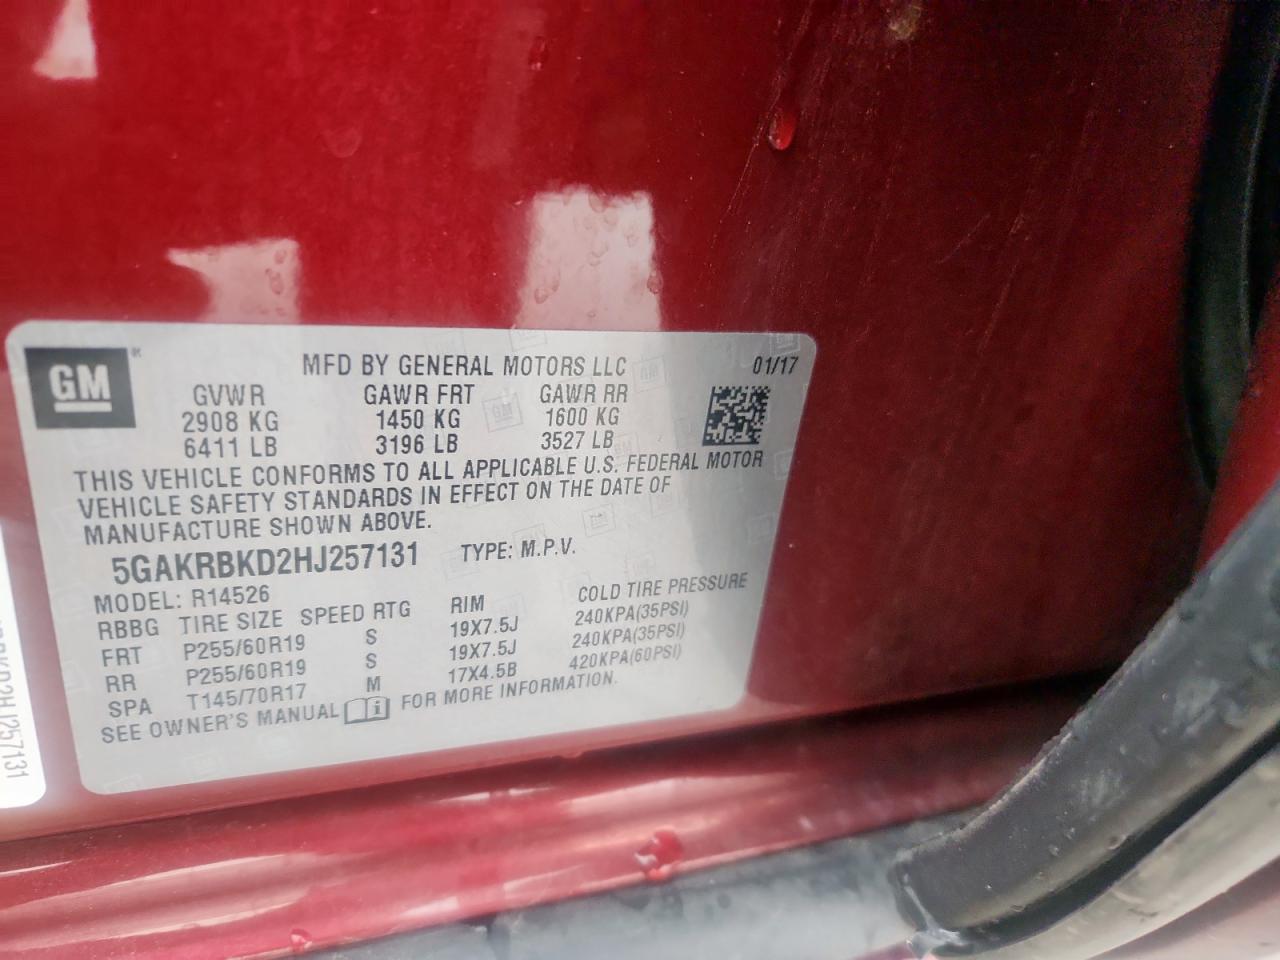 GM
MFD BY GENERAL MOTORS LLC 01/17
GVWR GAWR FRT GAWR RR
2908 KG 1450 KG 1600 KG
6411 LB 3196 LB 3527 LB
THIS VEHICLE CONFORMS TO ALL APPLICABLE U.S. FEDERAL MOTOR
VEHICLE SAFETY STANDARDS IN EFFECT ON THE DATE OF
MANUFACTURE SHOWN ABOVE.
5GAKRBKD2HJ257131 TYPE: M.P.V.
MODEL: R14526
RBBG TIRE SIZE SPEED RTG RIM COLD TIRE PRESSURE
FRT P255/60R19 S 19X7.5J 240KPA(35PSI)
RR P255/60R19 S 19X7.5J 240KPA(35PSI)
SPA T145/70R17 M 17X4.5B 420KPA(60PSI)
SEE OWNER'S MANUAL FOR MORE INFORMATION.
2HJ257131